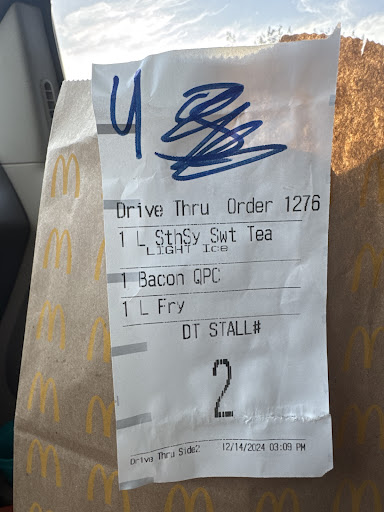 4
Drive Thru Order 1276
1 L SthSy Swt Tea
LIGHT Ice
1 Bacon QPC
1 L Fry
DT STALL#
2
Drive Thru Side2 12/14/2024 03:09 PM